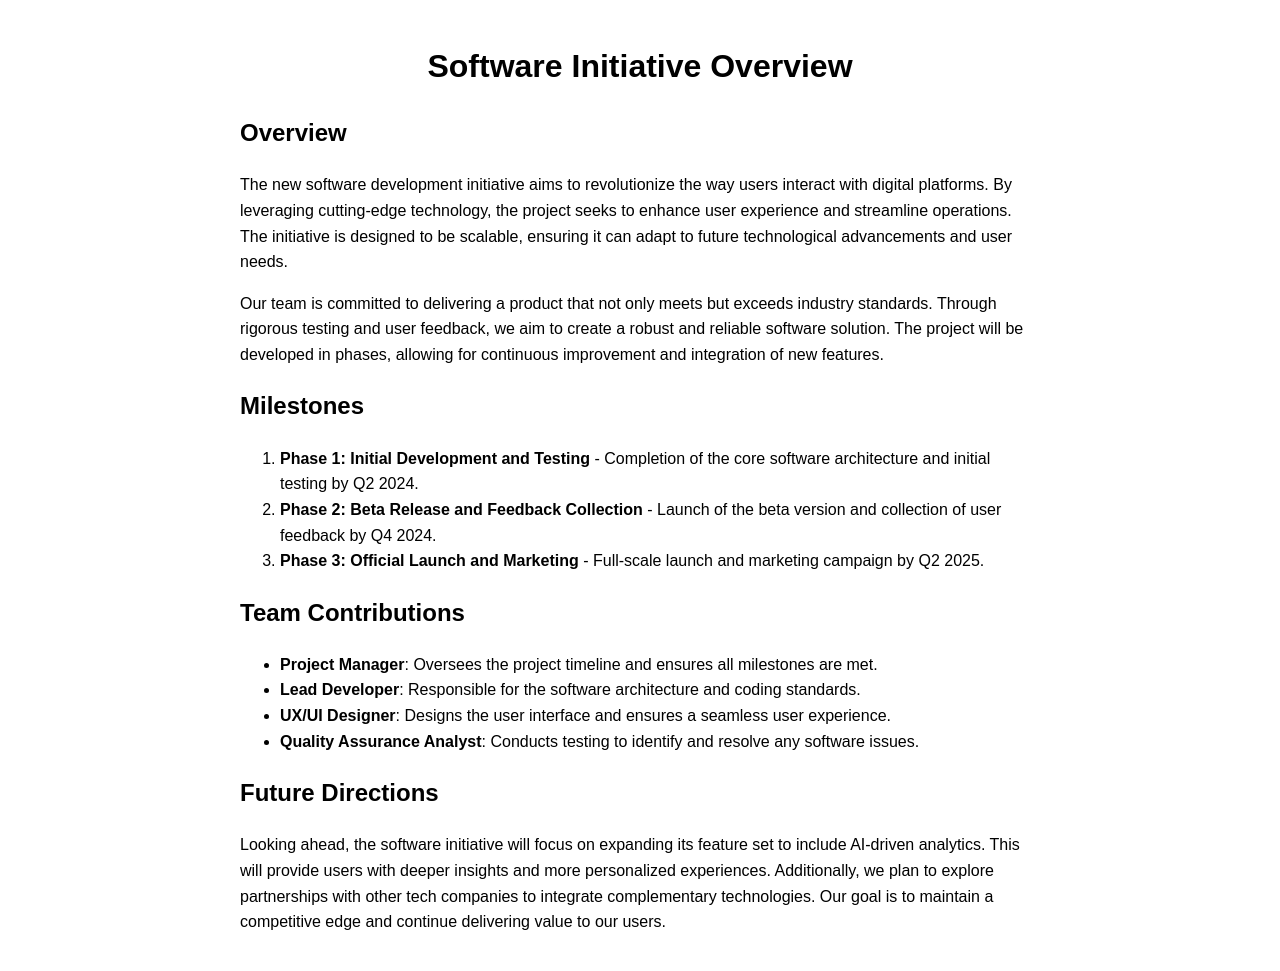 Software Initiative Overview
Overview
The new software development initiative aims to revolutionize the way users interact with digital platforms. By
leveraging cutting-edge technology, the project seeks to enhance user experience and streamline operations.
The initiative is designed to be scalable, ensuring it can adapt to future technological advancements and user
needs.
Our team is committed to delivering a product that not only meets but exceeds industry standards. Through
rigorous testing and user feedback, we aim to create a robust and reliable software solution. The project will be
developed in phases, allowing for continuous improvement and integration of new features.
Milestones
1. Phase 1: Initial Development and Testing - Completion of the core software architecture and initial
testing by Q2 2024.
2. Phase 2: Beta Release and Feedback Collection - Launch of the beta version and collection of user
feedback by Q4 2024.
3. Phase 3: Official Launch and Marketing - Full-scale launch and marketing campaign by Q2 2025.
Team Contributions
• Project Manager: Oversees the project timeline and ensures all milestones are met.
• Lead Developer: Responsible for the software architecture and coding standards.
• UX/UI Designer: Designs the user interface and ensures a seamless user experience.
• Quality Assurance Analyst: Conducts testing to identify and resolve any software issues.
Future Directions
Looking ahead, the software initiative will focus on expanding its feature set to include AI-driven analytics. This
will provide users with deeper insights and more personalized experiences. Additionally, we plan to explore
partnerships with other tech companies to integrate complementary technologies. Our goal is to maintain a
competitive edge and continue delivering value to our users.